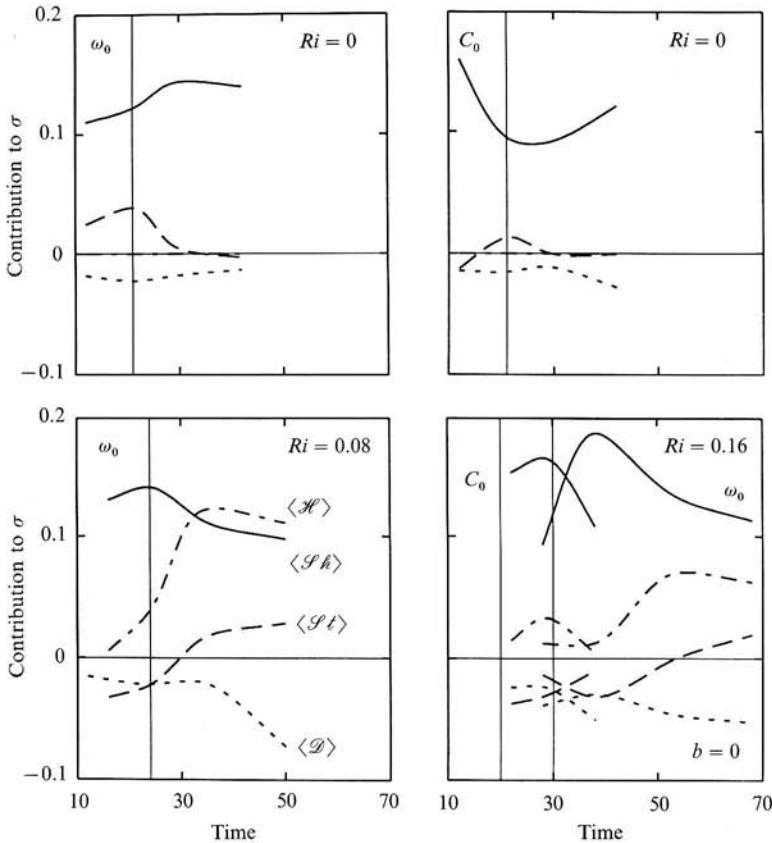 0.2
ω₀
Ri = 0
C₀
Ri = 0
0.1
0
−0.1
Contribution to σ
0.2
ω₀
Ri = 0.08
⟨ℋ⟩
⟨𝒮𝒽⟩
⟨𝒮𝓉⟩
⟨𝒟⟩
C₀
Ri = 0.16
ω₀
b = 0
0.1
0
−0.1
Contribution to σ
10 30 50 70
Time
10 30 50 70
Time